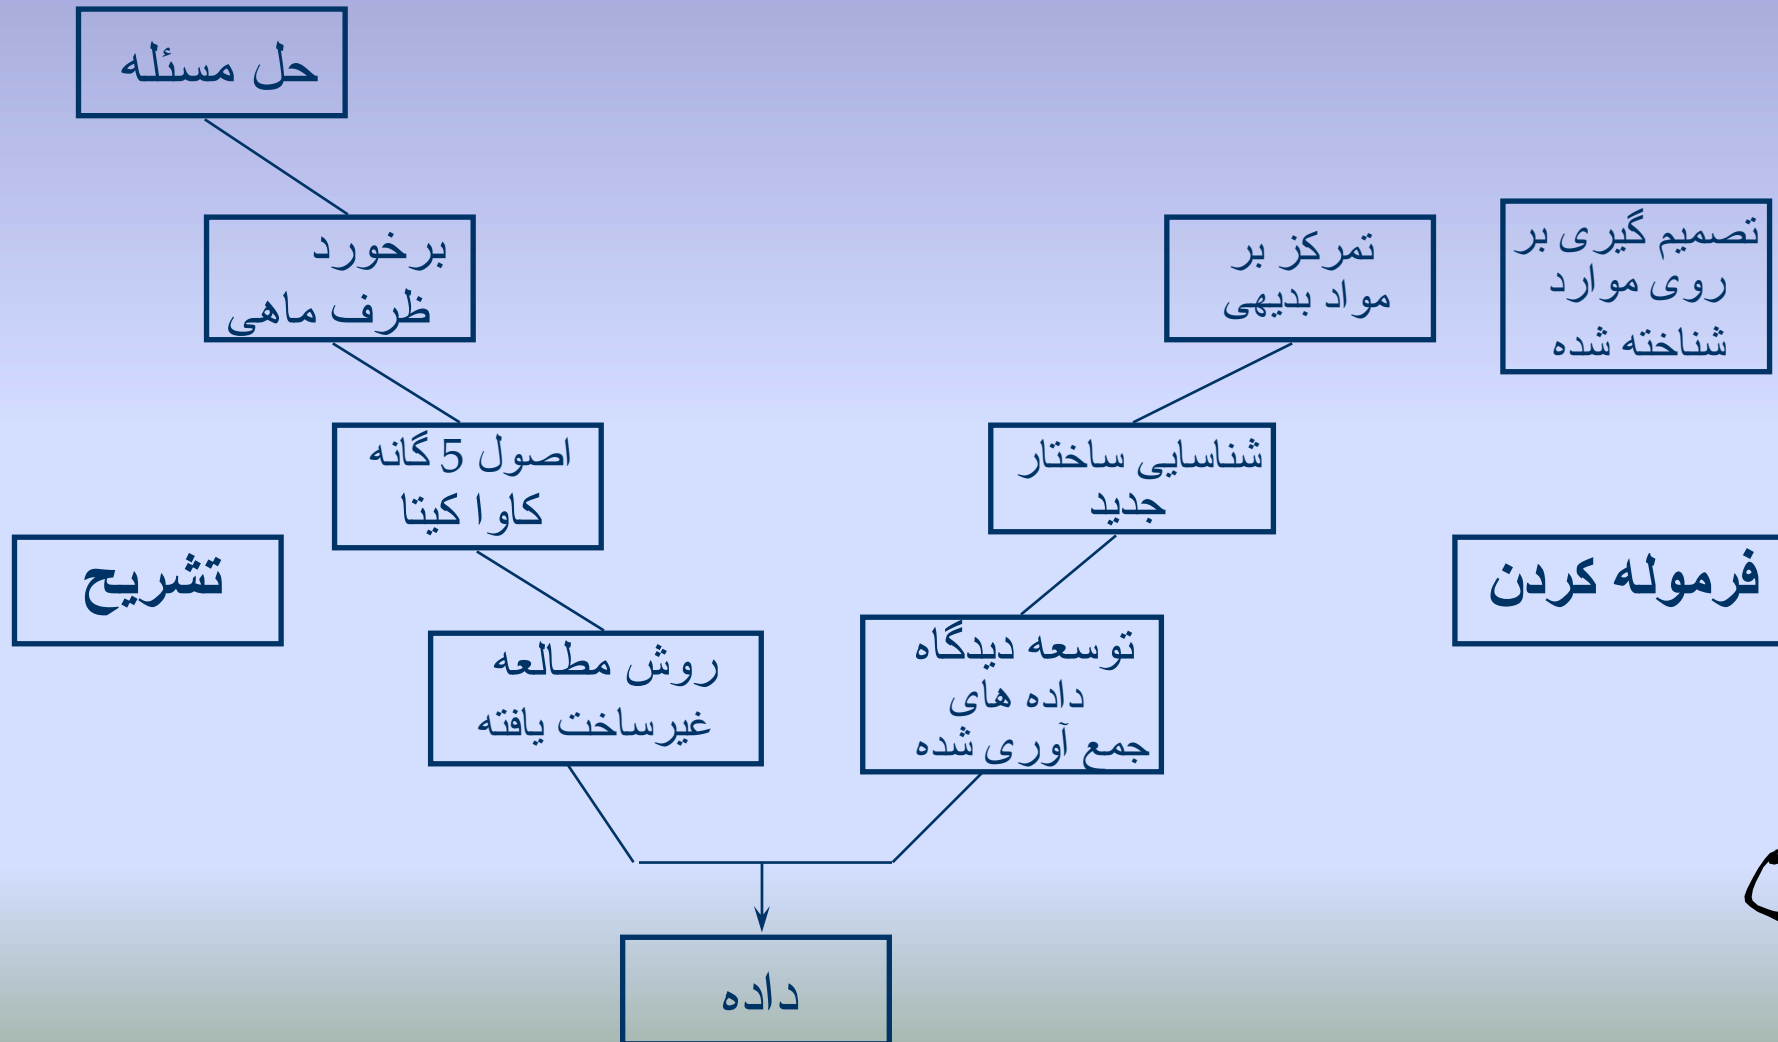 حل مسئله
برخورد
ظرف ماهی
تمرکز بر
مواد بدیهی
تصمیم گیری بر
روی موارد
شناخته شده
اصول 5 گانه
کاوا کیتا
شناسایی ساختار
جدید
تشریح
فرموله کردن
روش مطالعه
غیرساخت یافته
توسعه دیدگاه
داده های
جمع آوری شده
داده